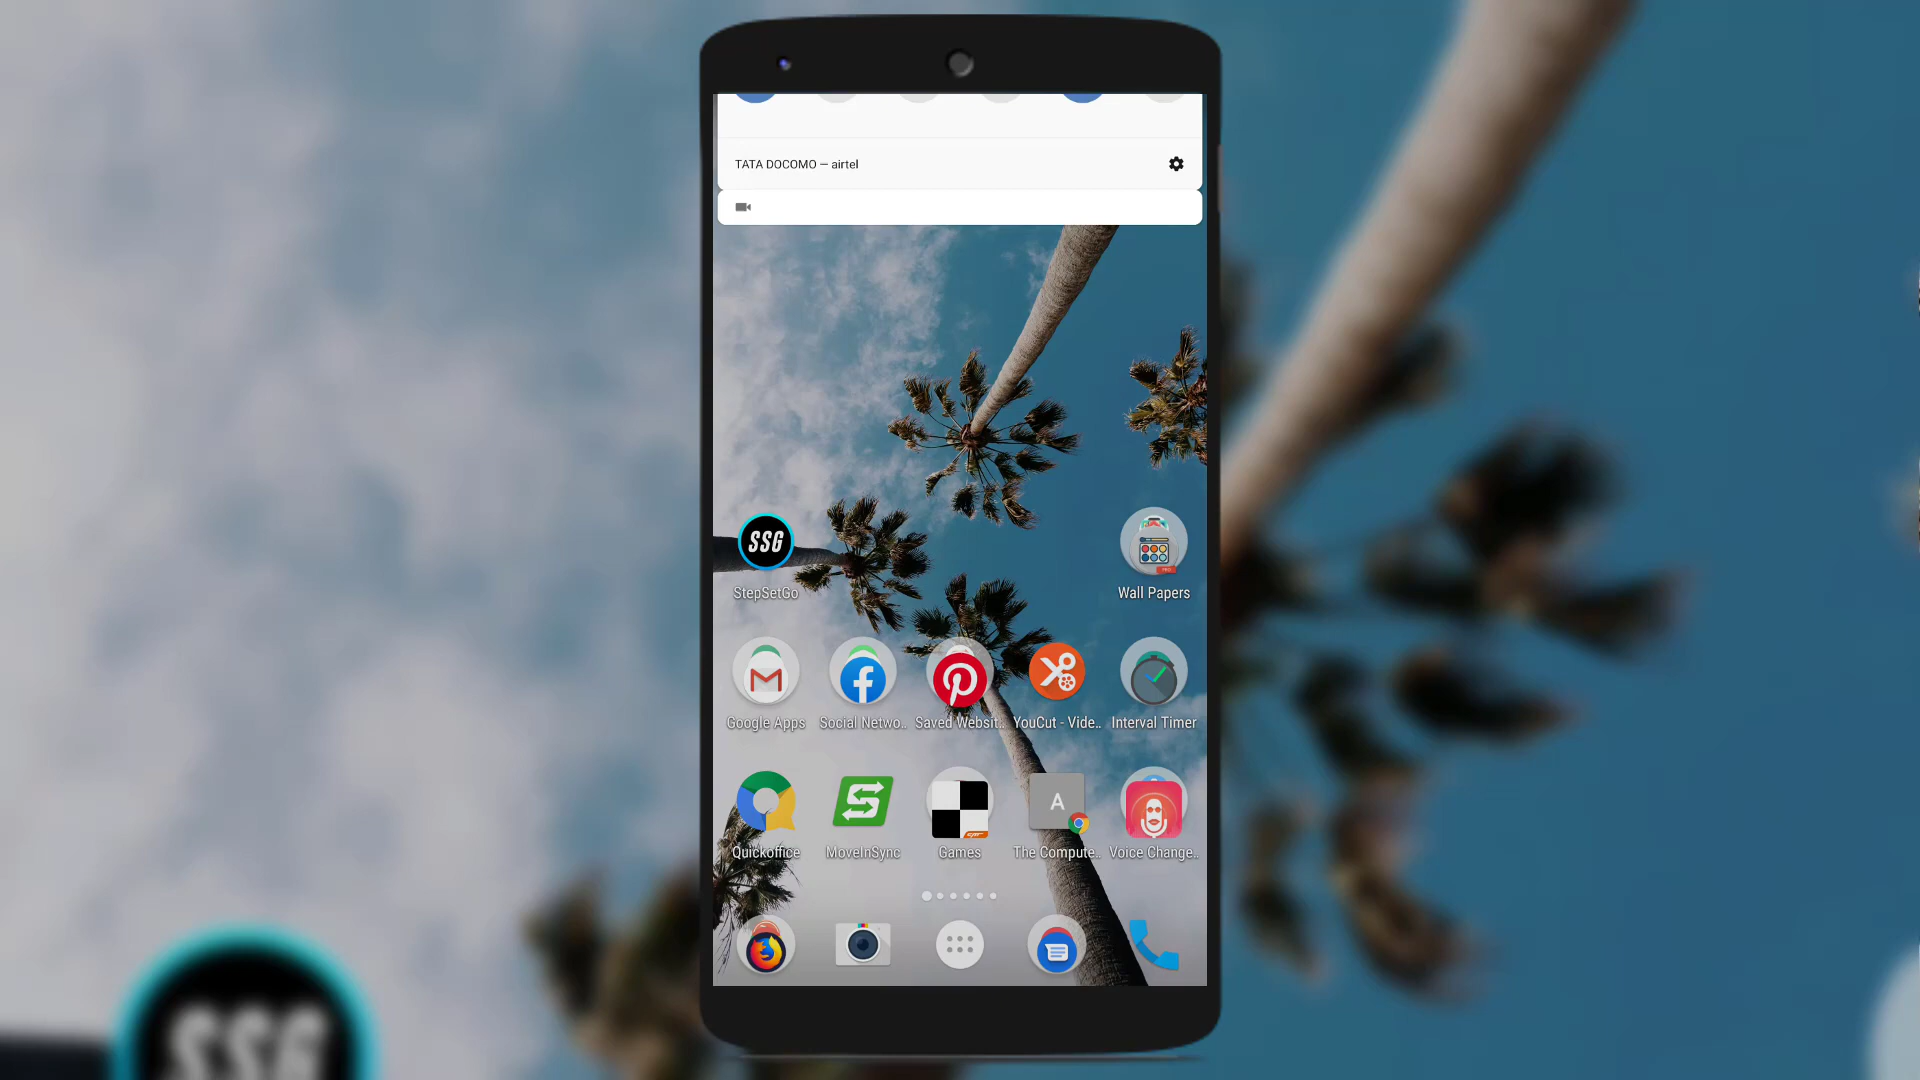 TATA DOCOMO — airtel
SSG
StepSetGo
Wall Papers
Google Apps
Social Netwo..
Saved Websit..
YouCut - Vide..
Interval Timer
A
Quickoffice
MoveInSync
Games
The Compute..
Voice Change..
SSG